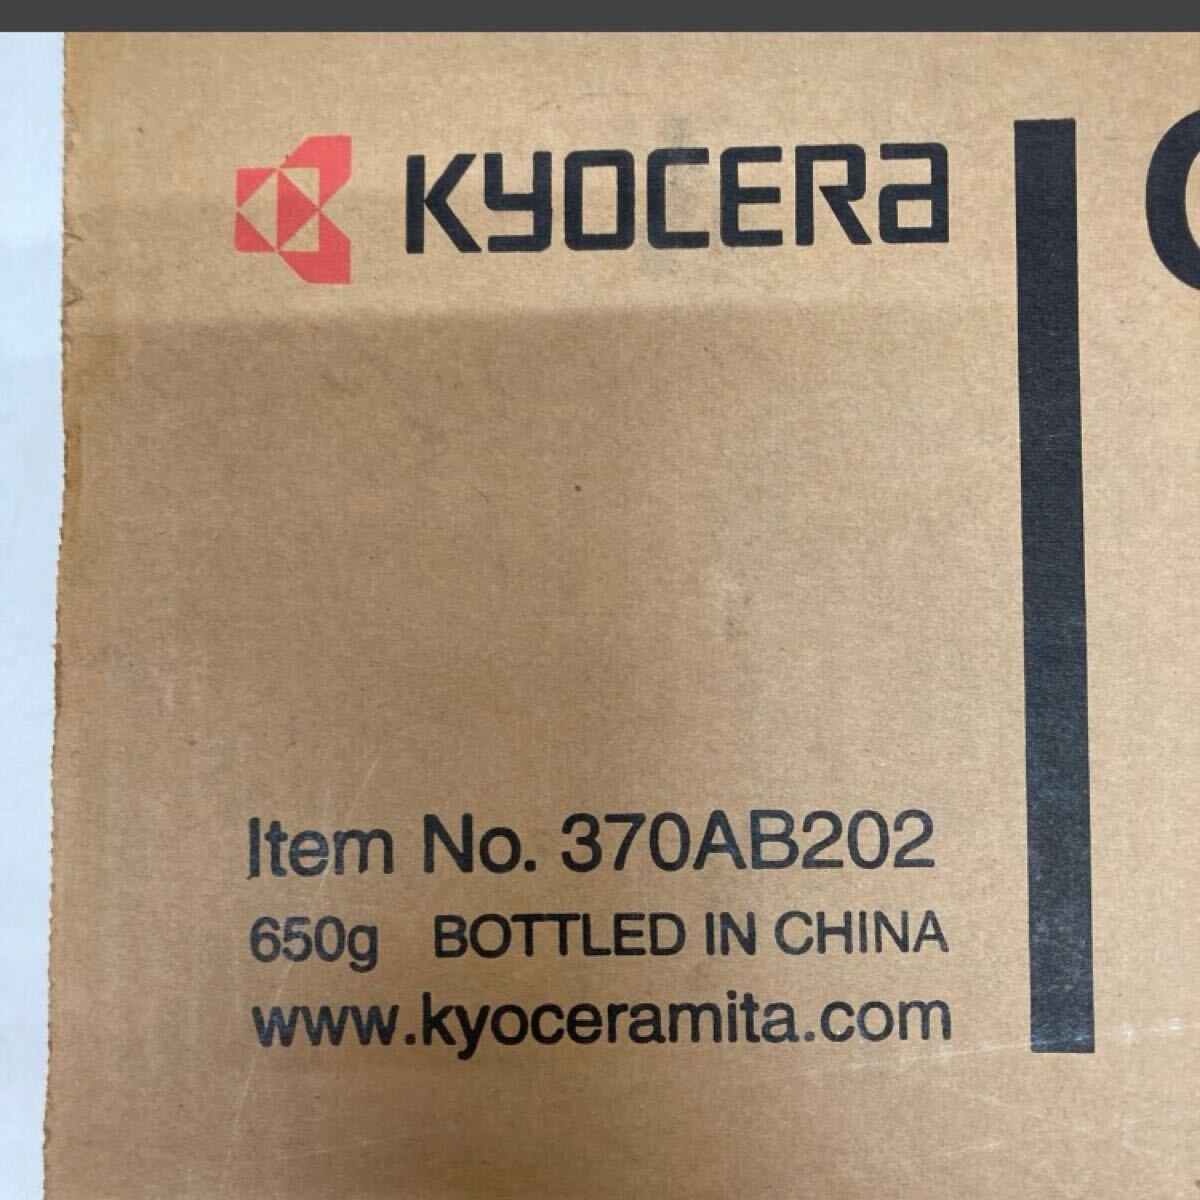 KYOCERA
Item No. 370AB202
650g BOTTLED IN CHINA
www.kyoceramita.com